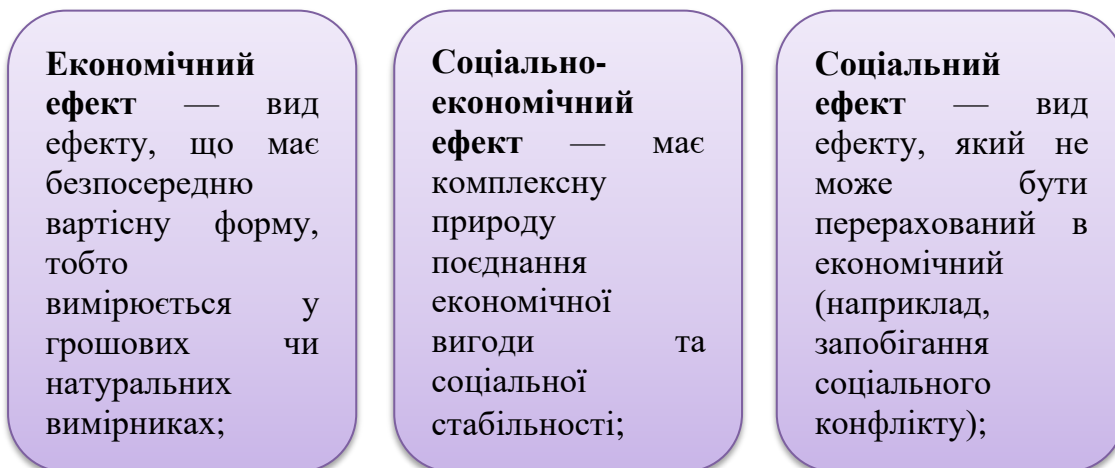 Економічний
ефект — вид
ефекту, що має
безпосередню
вартісну форму,
тобто
вимірюється у
грошових чи
натуральних
вимірниках;
Соціально-
економічний
ефект — має
комплексну
природу
поєднання
економічної
вигоди та
соціальної
стабільності;
Соціальний
ефект — вид
ефекту, який не
може бути
перерахований в
економічний
(наприклад,
запобігання
соціального
конфлікту);